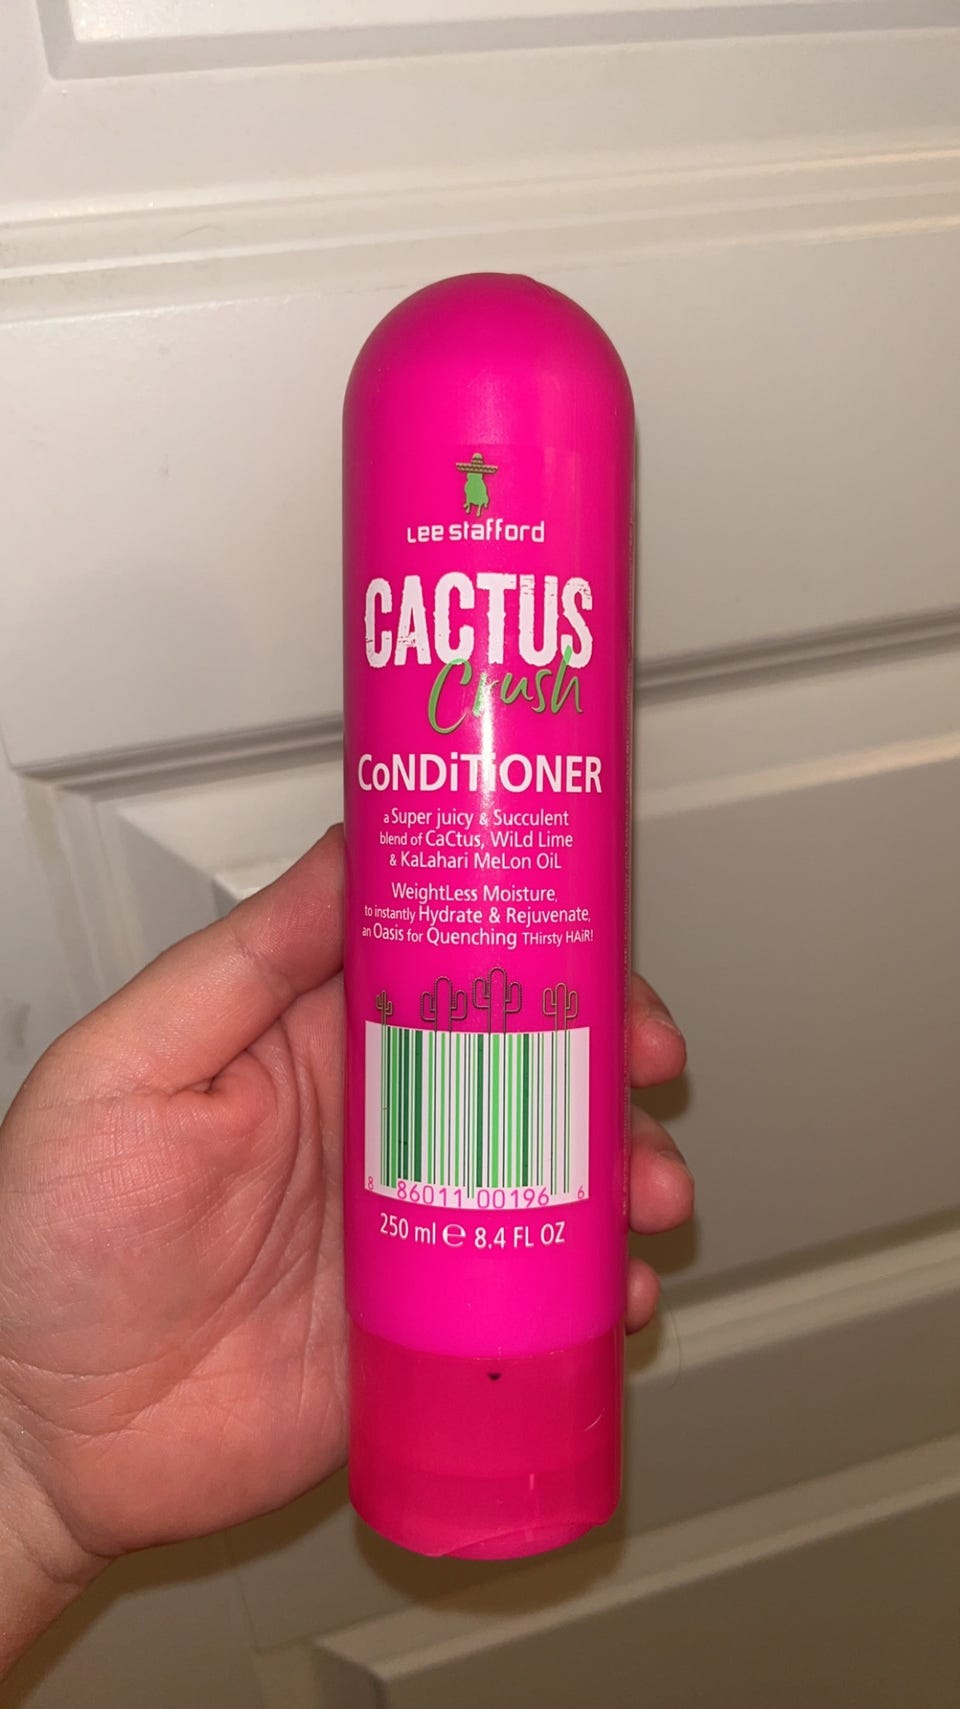 Lee stafford
CACTUS
Crush
CoNDiTiONER
a Super juicy & Succulent
blend of CaCtus, WiLd Lime
& KaLahari MeLon OiL
WeightLess Moisture,
to instantly Hydrate & Rejuvenate,
an Oasis for Quenching THirsty HAiR!
8 86011 00196 6
250 ml e 8.4 FL OZ